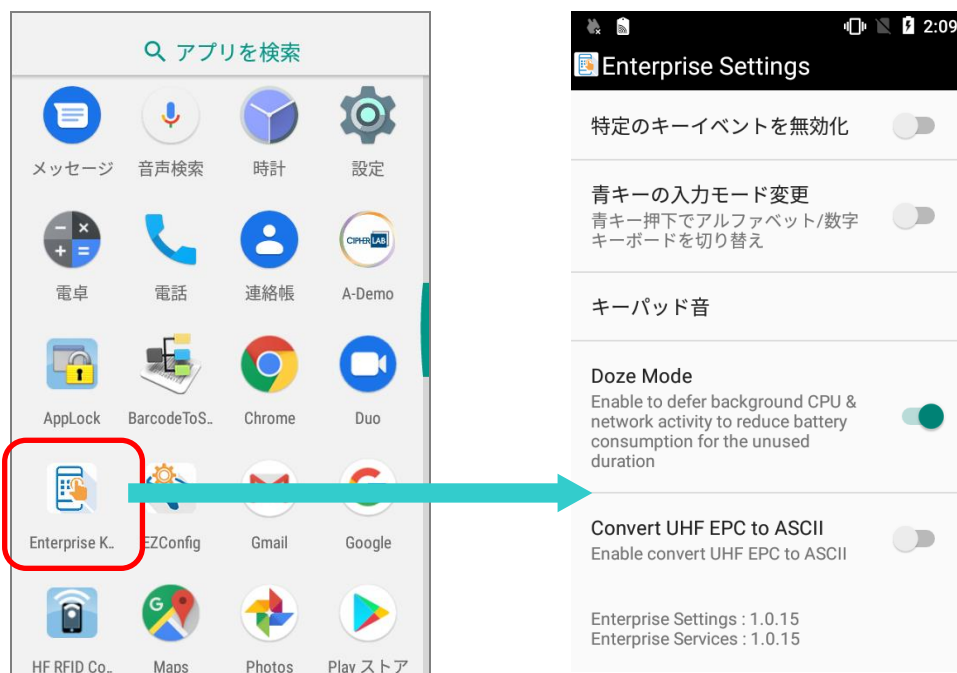 アプリを検索
メッセージ
音声検索
時計
設定
電卓
電話
連絡帳
CIPHERLAB
A-Demo
AppLock
BarcodeToS..
Chrome
Duo
Enterprise K..
EZConfig
Gmail
Google
HF RFID Co..
Maps
Photos
Play ストア
2:09
Enterprise Settings
特定のキーイベントを無効化
青キーの入力モード変更
青キー押下でアルファベット/数字
キーボードを切り替え
キーパッド音
Doze Mode
Enable to defer background CPU &
network activity to reduce battery
consumption for the unused
duration
Convert UHF EPC to ASCII
Enable convert UHF EPC to ASCII
Enterprise Settings : 1.0.15
Enterprise Services : 1.0.15